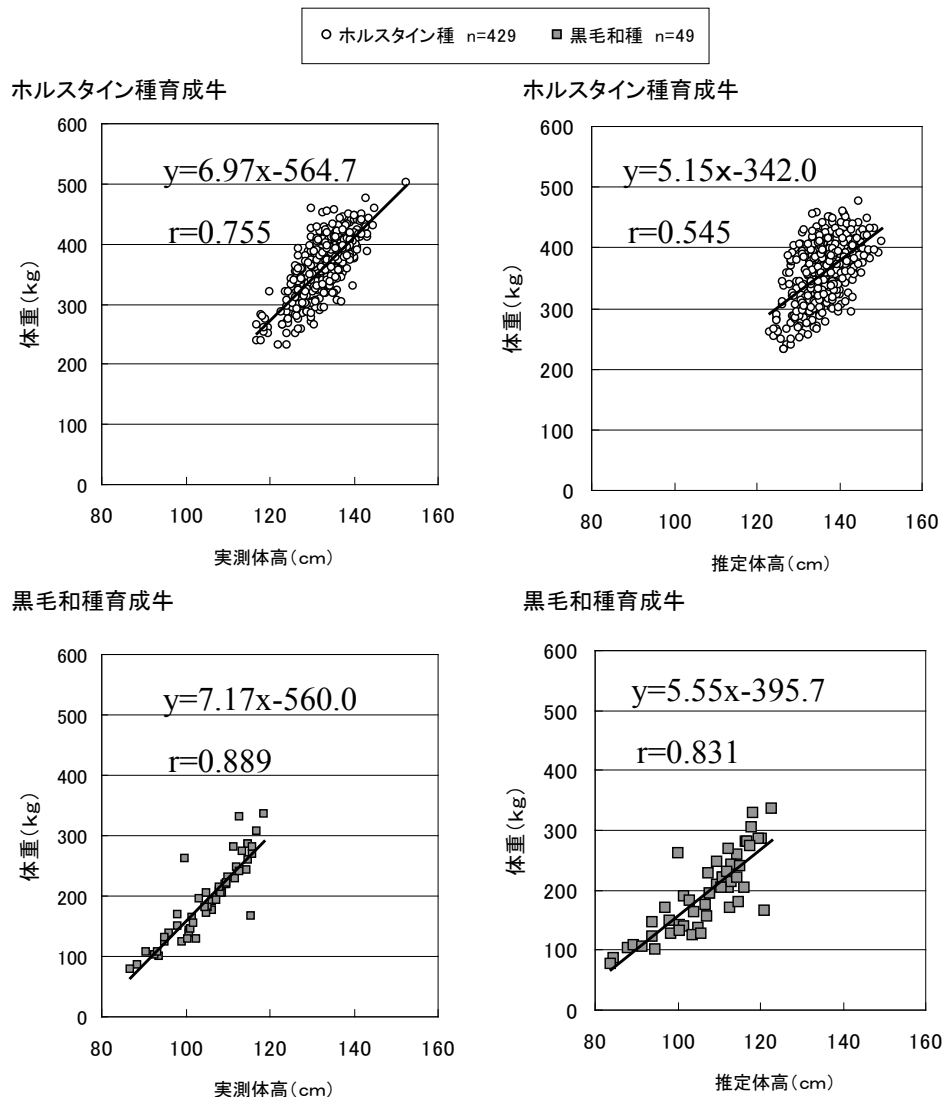 ○ ホルスタイン種 n=429 ■ 黒毛和種 n=49
ホルスタイン種育成牛
600
500
400
300
200
100
0
体重(kg)
y=6.97x-564.7
r=0.755
80 100 120 140 160
実測体高(cm)
ホルスタイン種育成牛
600
500
400
300
200
100
0
体重(kg)
y=5.15x-342.0
r=0.545
80 100 120 140 160
推定体高(cm)
黒毛和種育成牛
600
500
400
300
200
100
0
体重(kg)
y=7.17x-560.0
r=0.889
80 100 120 140 160
実測体高(cm)
黒毛和種育成牛
600
500
400
300
200
100
0
体重(kg)
y=5.55x-395.7
r=0.831
80 100 120 140 160
推定体高(cm)